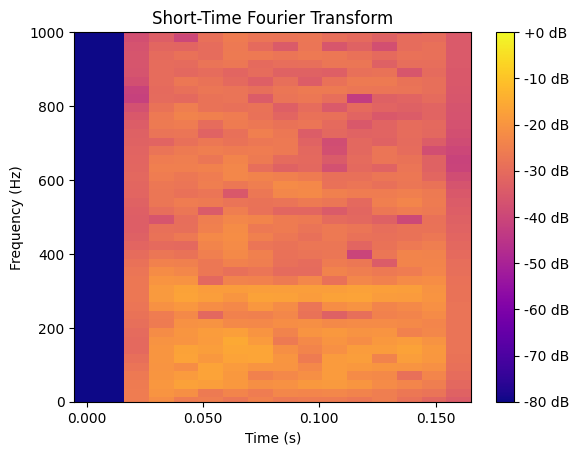 Short-Time Fourier Transform
1000
800
600
400
200
0
Frequency (Hz)
0.000
0.050
0.100
0.150
Time (s)
+0 dB
-10 dB
-20 dB
-30 dB
-40 dB
-50 dB
-60 dB
-70 dB
-80 dB